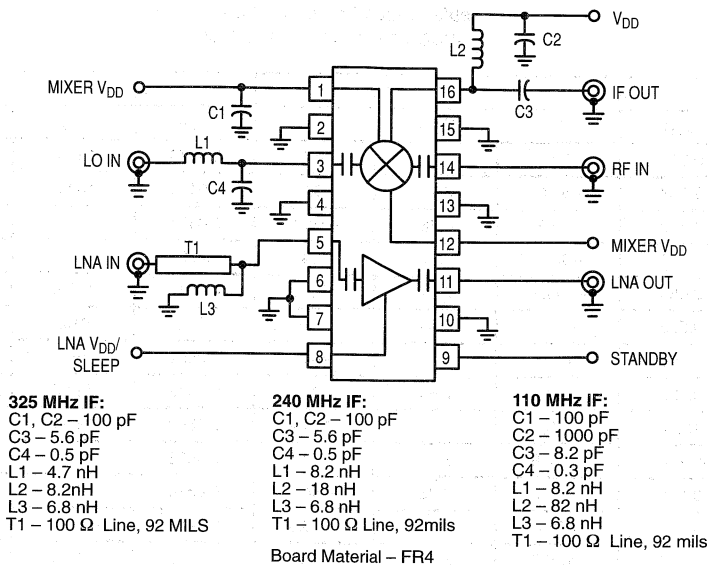 V_DD
L2
C2
MIXER V_DD
1
16
IF OUT
C1
C3
2
15
LO IN
L1
3
14
RF IN
C4
4
13
LNA IN
T1
5
12
MIXER V_DD
L3
6
11
LNA OUT
7
10
LNA V_DD/
SLEEP
8
9
STANDBY
325 MHz IF:
C1, C2 – 100 pF
C3 – 5.6 pF
C4 – 0.5 pF
L1 – 4.7 nH
L2 – 8.2nH
L3 – 6.8 nH
T1 – 100 Ω Line, 92 MILS
240 MHz IF:
C1, C2 – 100 pF
C3 – 5.6 pF
C4 – 0.5 pF
L1 – 8.2 nH
L2 – 18 nH
L3 – 6.8 nH
T1 – 100 Ω Line, 92mils
110 MHz IF:
C1 – 100 pF
C2 – 1000 pF
C3 – 8.2 pF
C4 – 0.3 pF
L1 – 8.2 nH
L2 – 82 nH
L3 – 6.8 nH
T1 – 100 Ω Line, 92 mils
Board Material – FR4